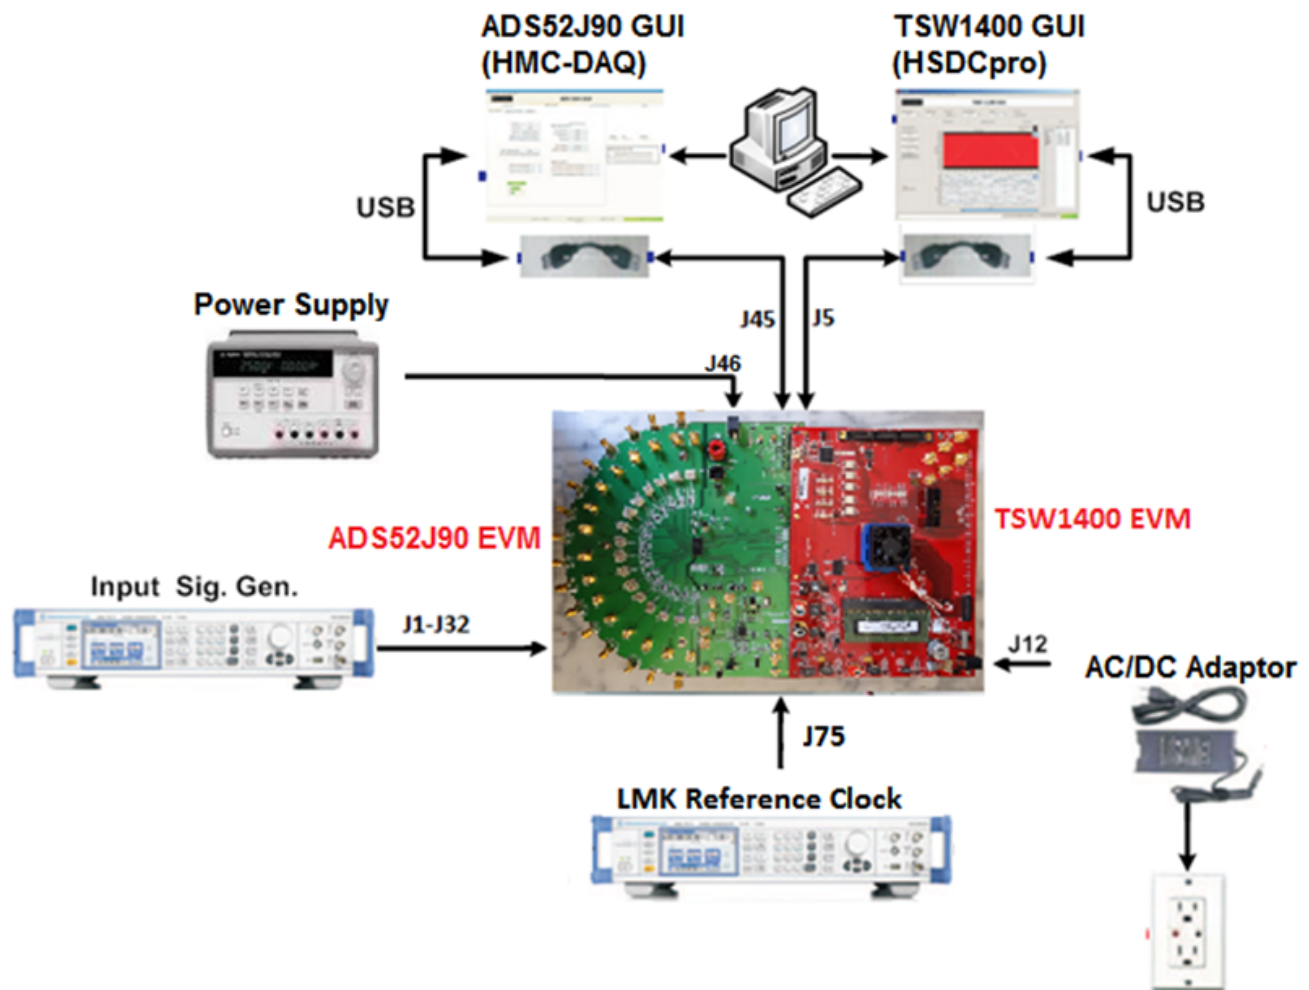 ADS52J90 GUI
(HMC-DAQ)
TSW1400 GUI
(HSDCpro)
USB
USB
Power Supply
J45
J5
J46
ADS52J90 EVM
TSW1400 EVM
Input Sig. Gen.
J1-J32
J12
AC/DC Adaptor
J75
LMK Reference Clock